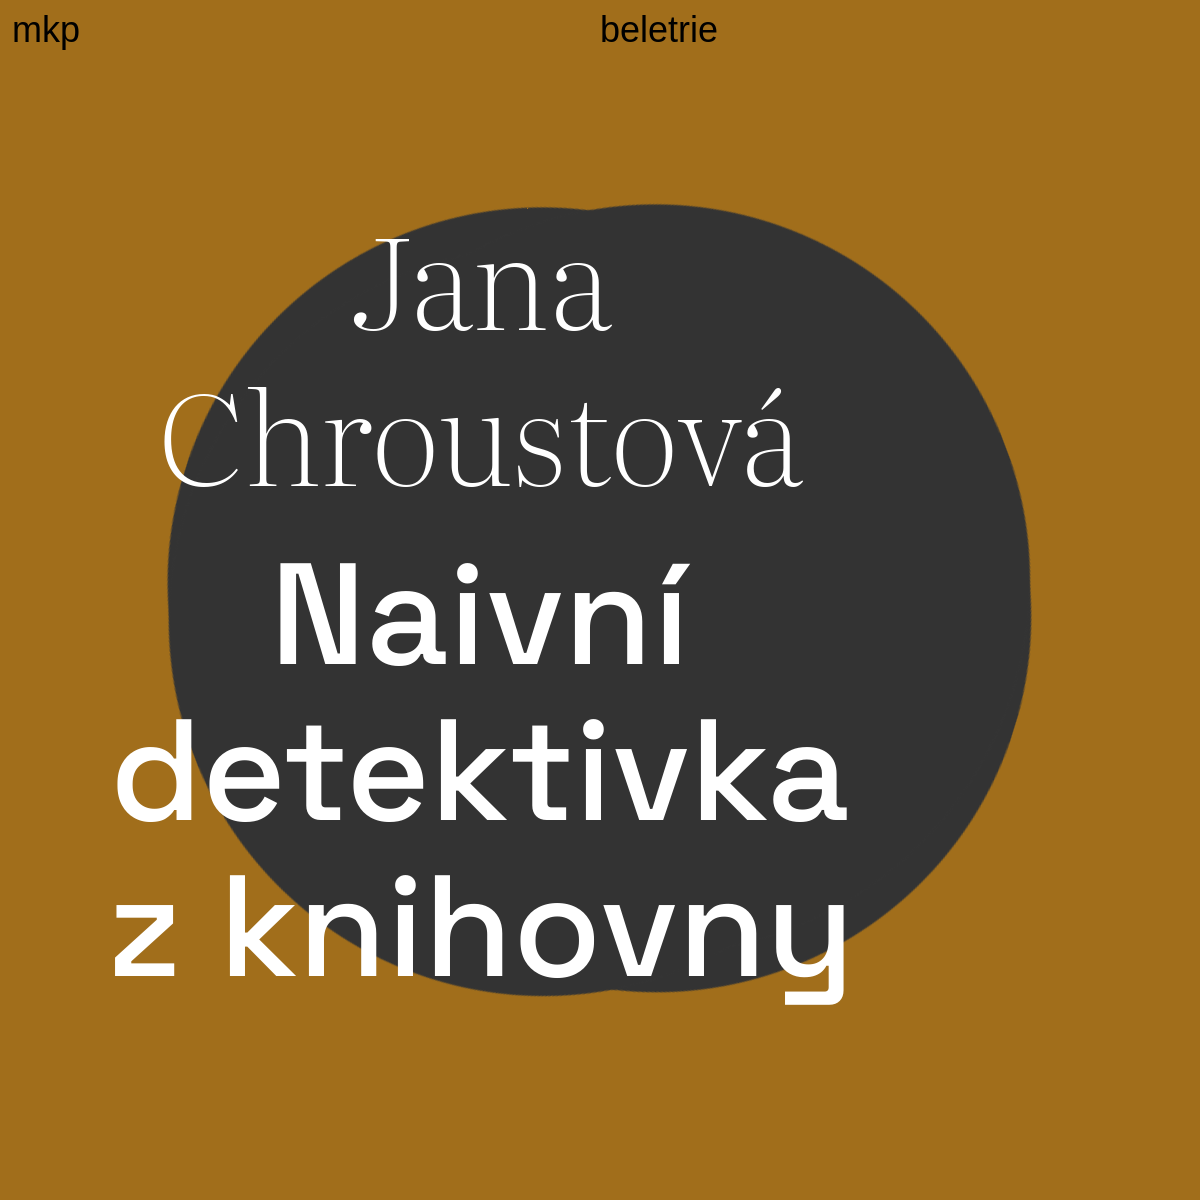 mkp
beletrie
Jana
Chroustová
Naivní
detektivka
z knihovny